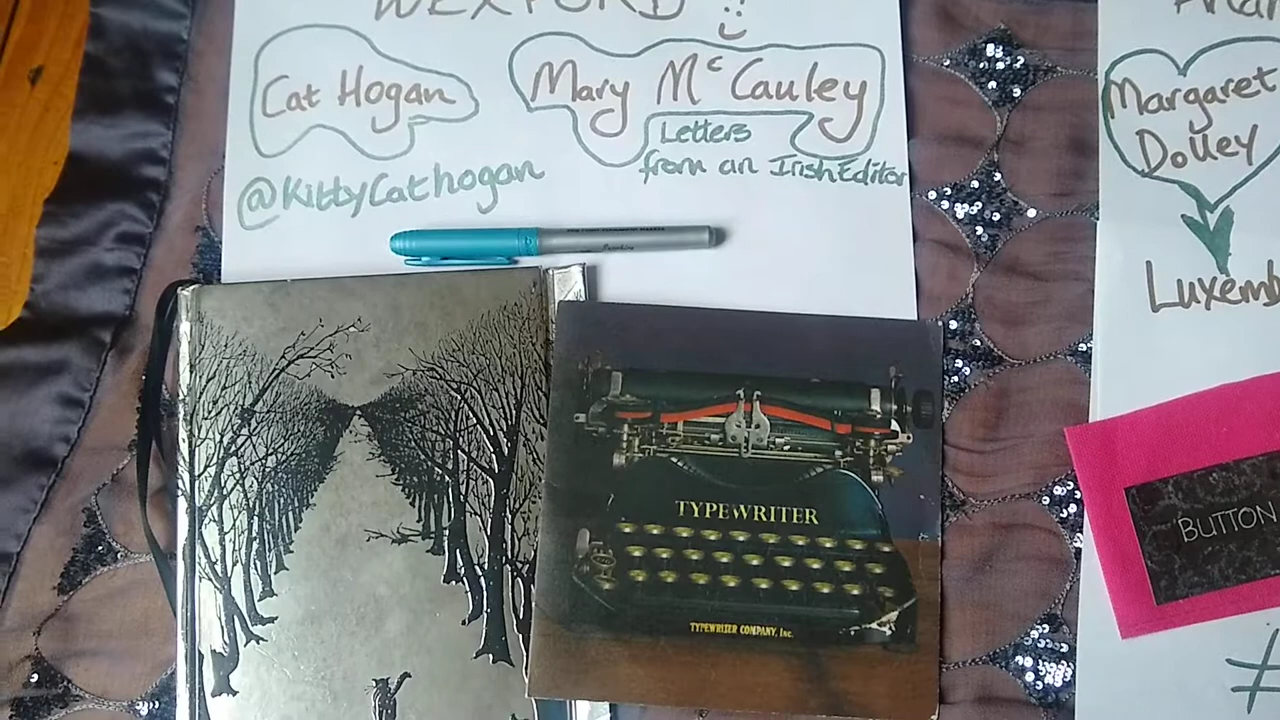 WEXFORD
Cat Hogan
Mary McCauley
Letters
from an Irish Editor
@KittyCathogan
Margaret
Dolley
Luxemb
TYPEWRITER
TYPEWRITER COMPANY, Inc.
BUTTON
#